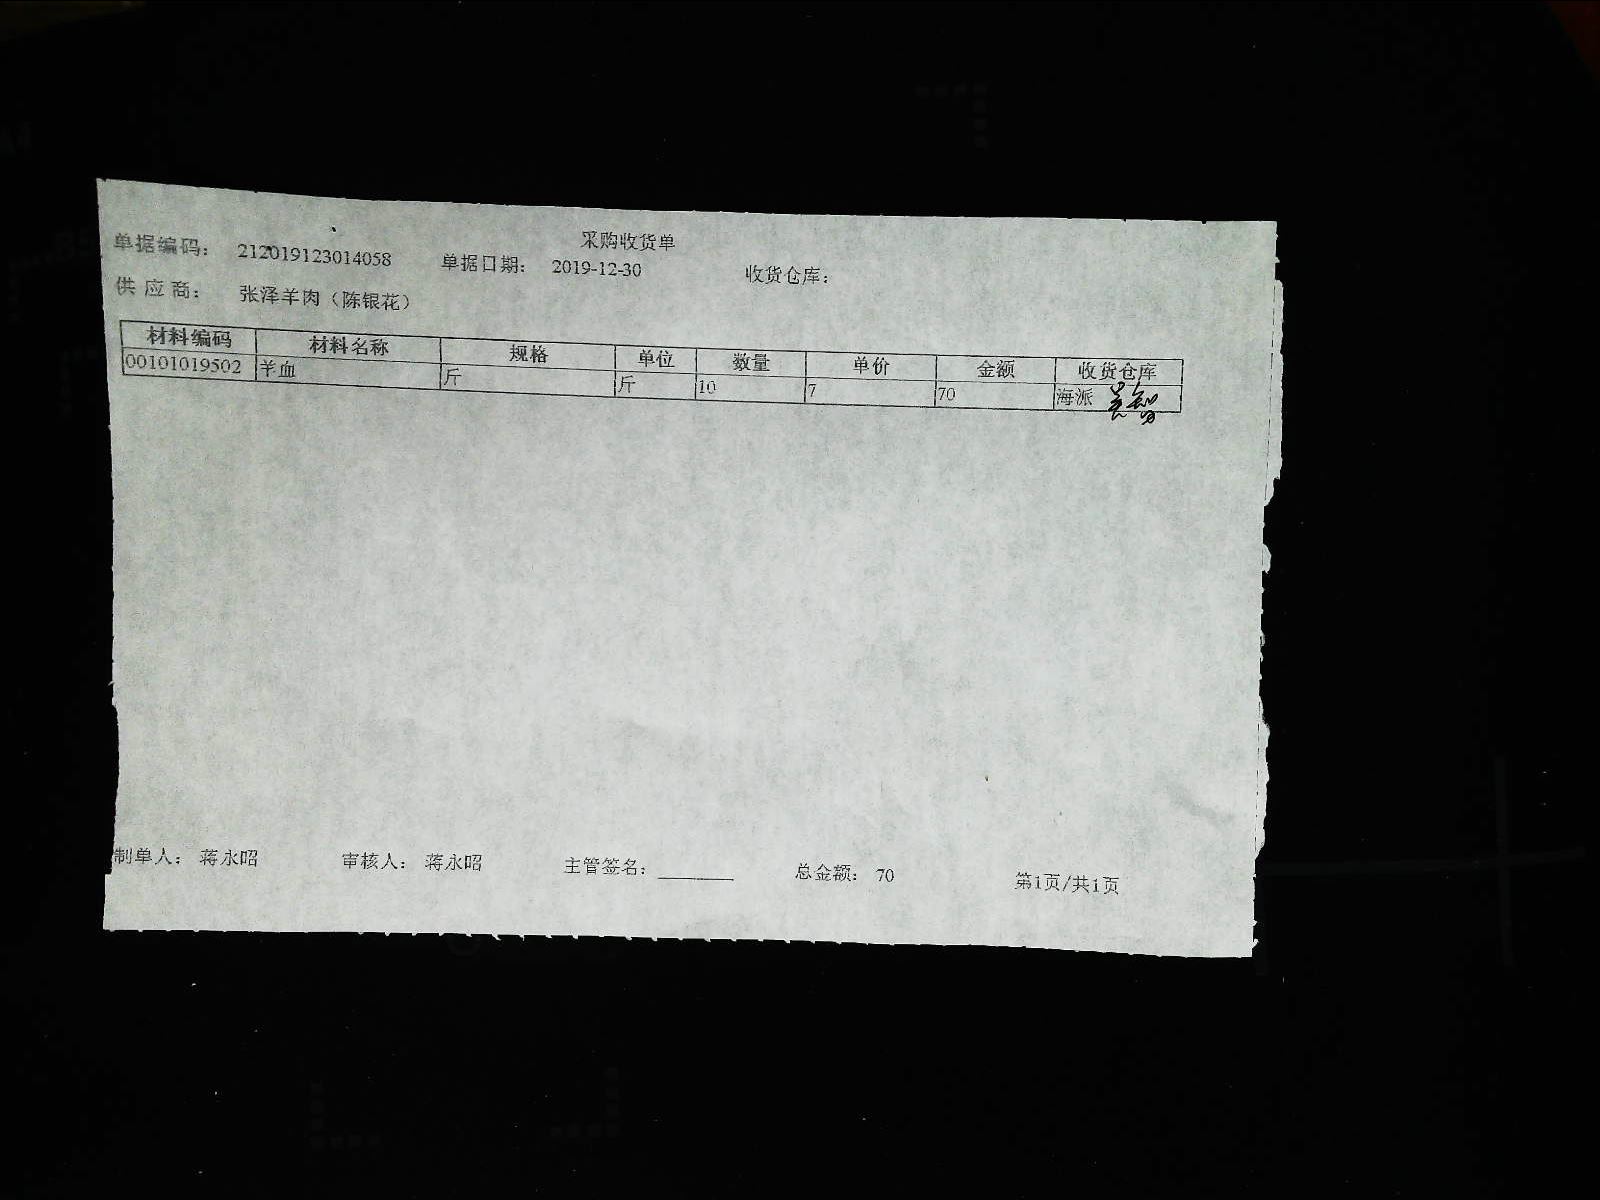 采购收货单
单据编码： 212019123014058 单据日期： 2019-12-30 收货仓库：
供应商： 张泽羊肉（陈银花）
材料编码 材料名称 规格 单位 数量 单价 金额 收货仓库
00101019502 羊血 斤 斤 10 7 70 海派
制单人： 蒋永昭 审核人： 蒋永昭 主管签名： 总金额： 70 第1页/共1页